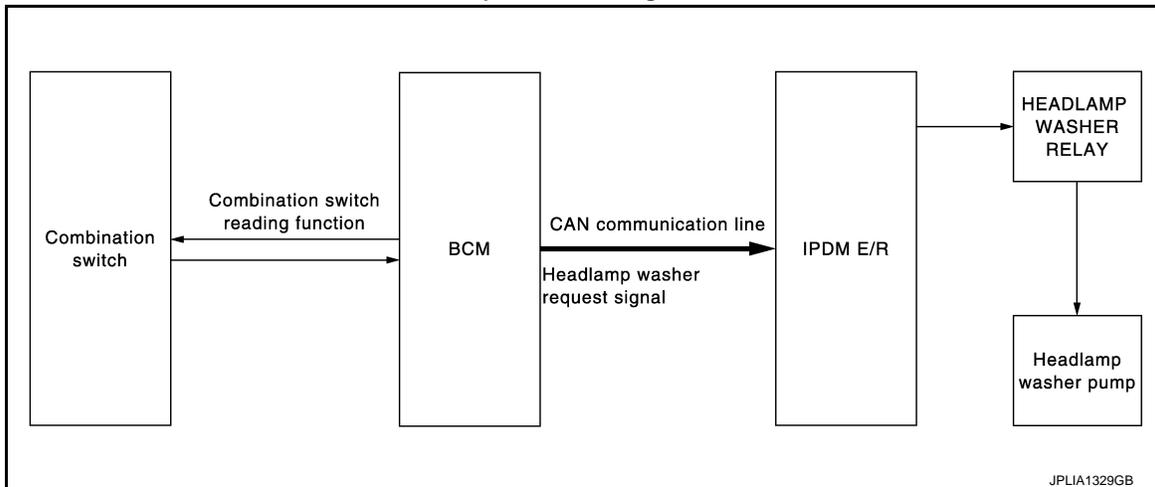 HEADLAMP
WASHER
RELAY
Combination switch
reading function
CAN communication line
Combination
switch
BCM
IPDM E/R
Headlamp washer
request signal
Headlamp
washer pump
JPLIA1329GB